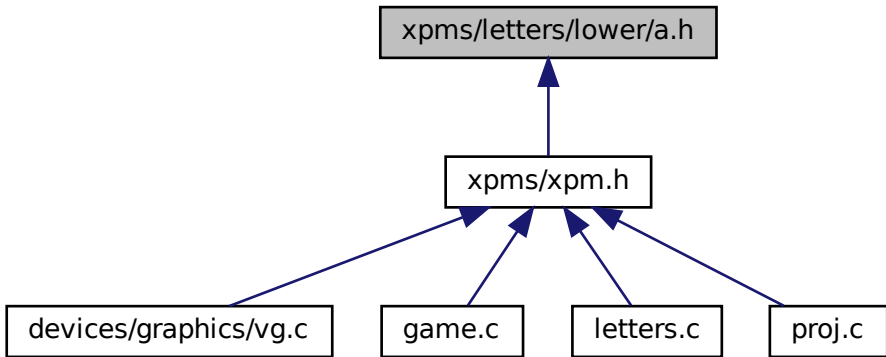 xpms/letters/lower/a.h
xpms/xpm.h
devices/graphics/vg.c
game.c
letters.c
proj.c